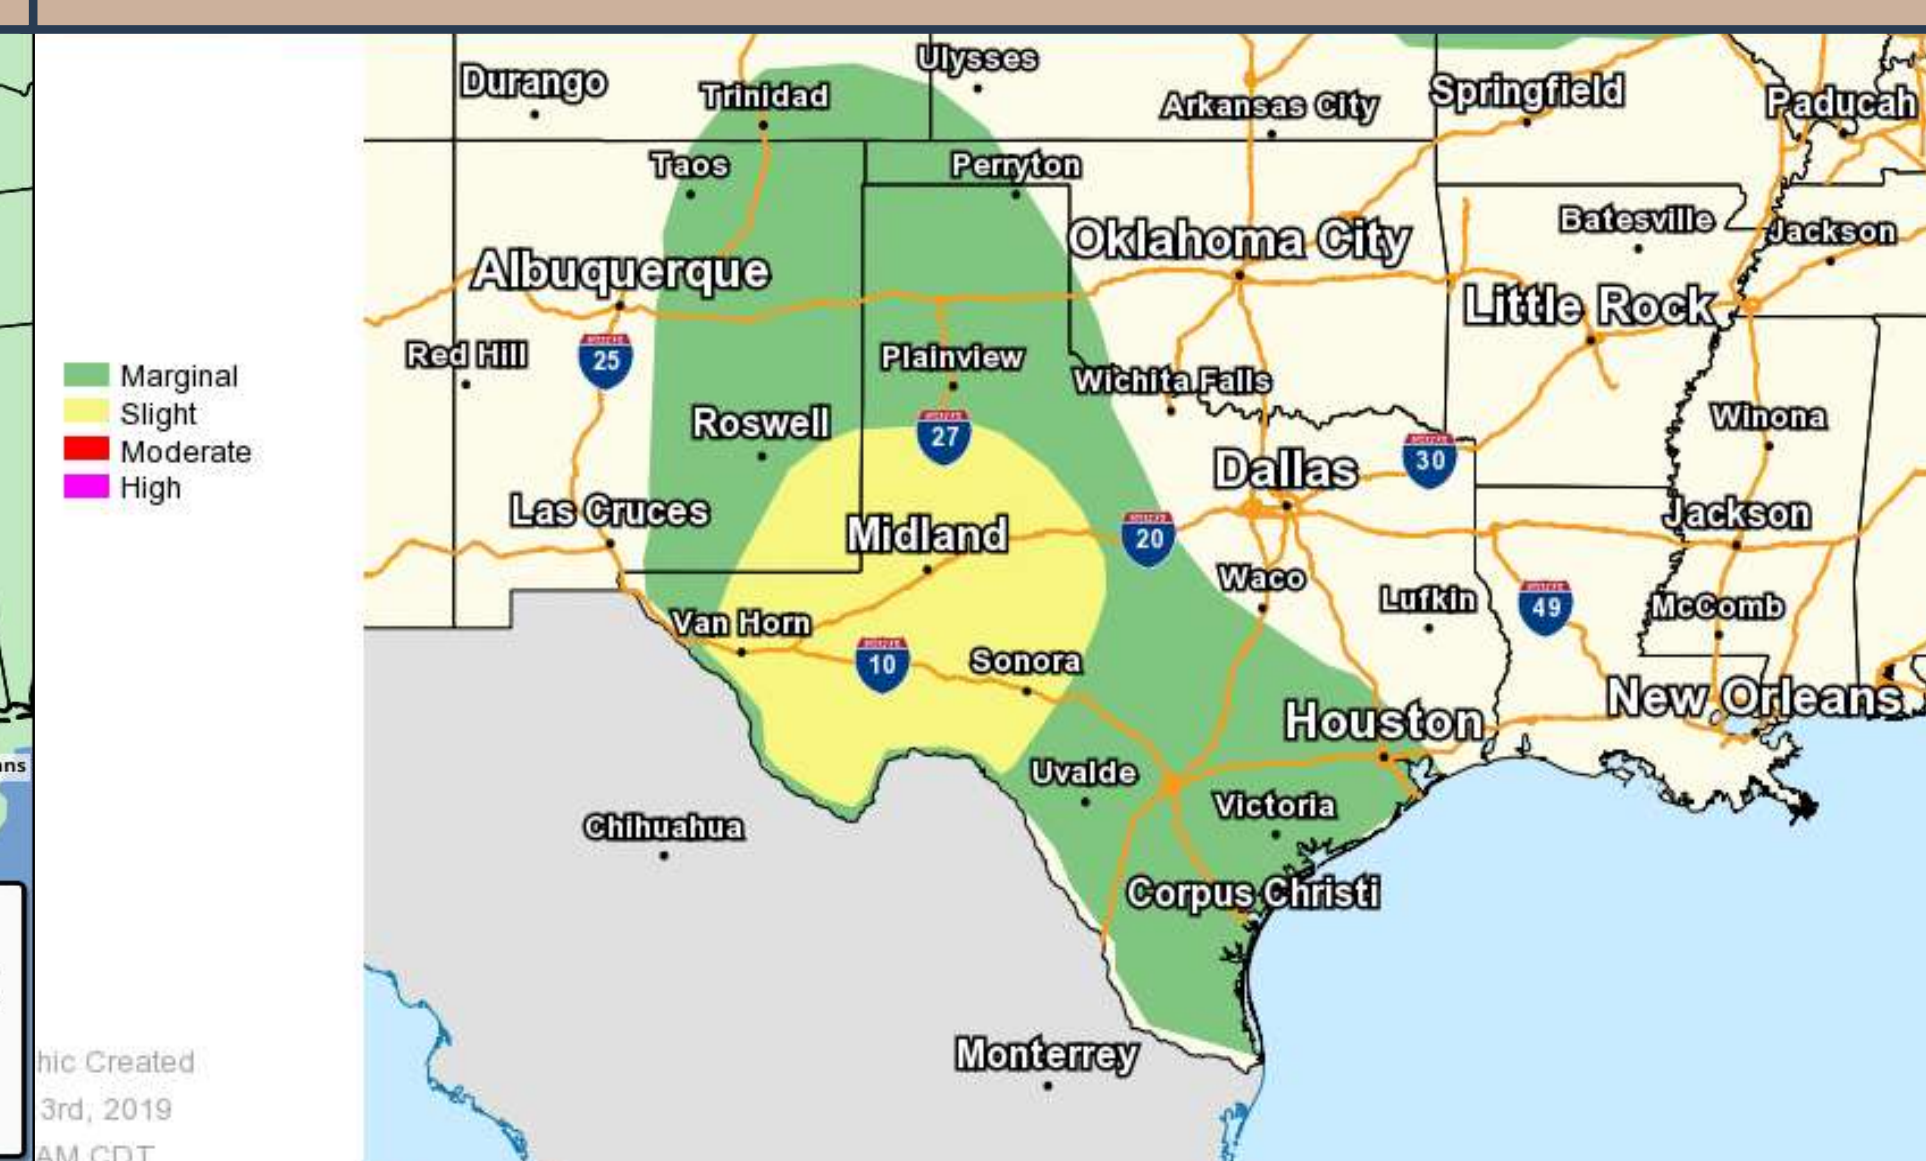 Ulysses
Durango
Trinidad
Arkansas City
Springfield
Paducah
Taos
Perryton
Oklahoma City
Batesville
Jackson
Albuquerque
Little Rock
Red Hill
25
Plainview
Wichita Falls
Marginal
Slight
Moderate
High
Roswell
27
Winona
Dallas
30
Las Cruces
Midland
20
Jackson
Waco
Lufkin
49
McComb
Van Horn
10
Sonora
New Orleans
Houston
ans
Uvalde
Victoria
Chihuahua
Corpus Christi
Monterrey
hic Created
3rd, 2019
AM CDT